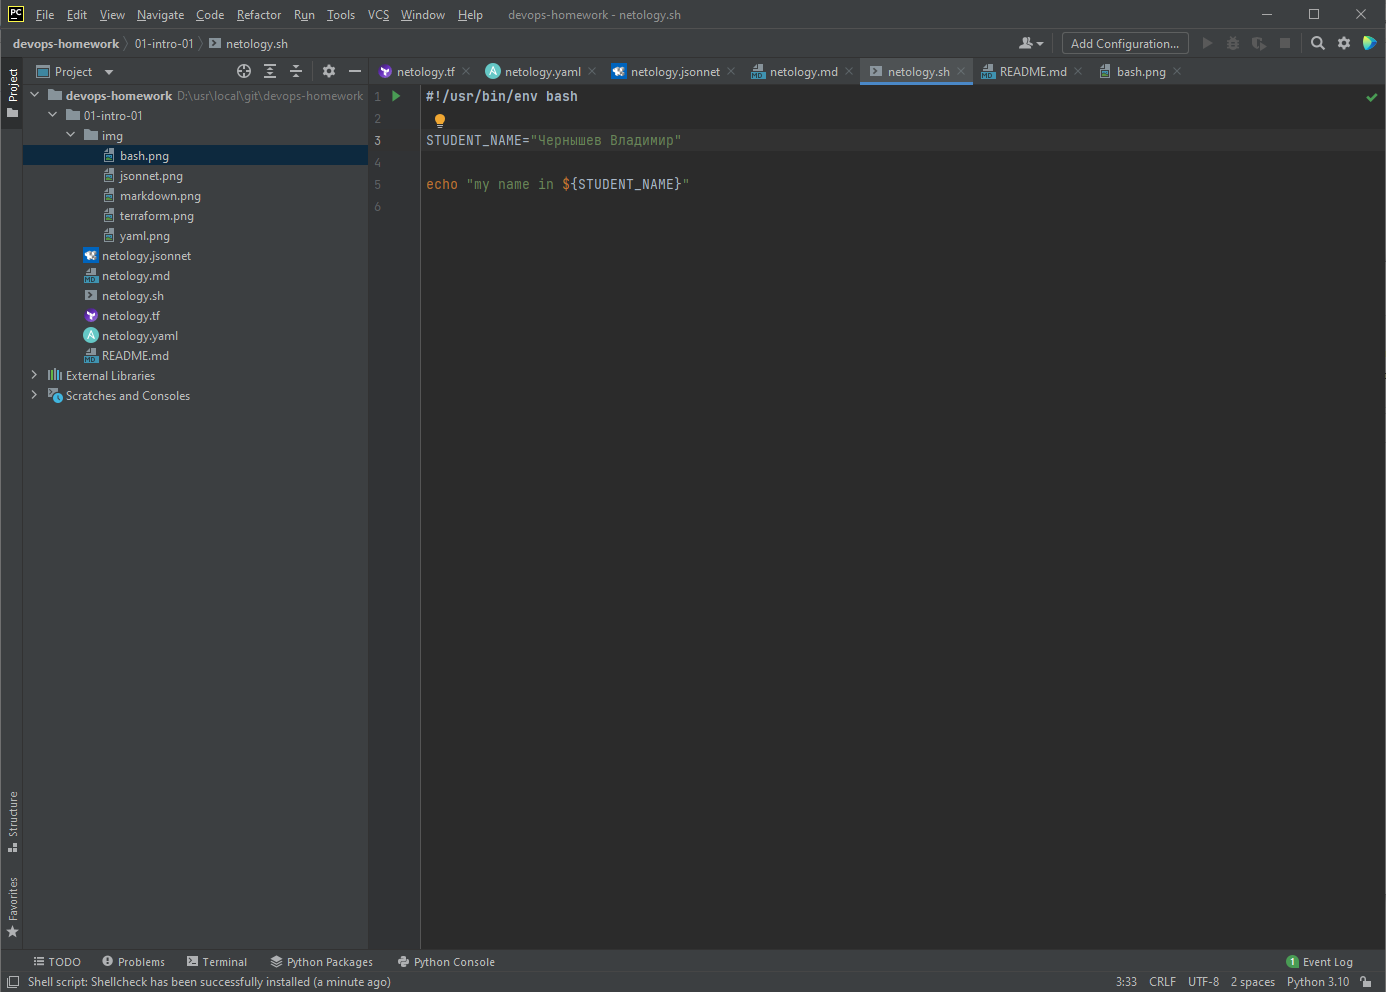 PC File Edit View Navigate Code Refactor Run Tools VCS Window Help devops-homework - netology.sh
devops-homework 01-intro-01 netology.sh Add Configuration...
Project
Project
netology.tf netology.yaml netology.jsonnet netology.md netology.sh README.md bash.png
devops-homework D:\usr\local\git\devops-homework
01-intro-01
img
bash.png
jsonnet.png
markdown.png
terraform.png
yaml.png
netology.jsonnet
netology.md
netology.sh
netology.tf
netology.yaml
README.md
External Libraries
Scratches and Consoles
1 #!/usr/bin/env bash
2
3 STUDENT_NAME="Чернышев Владимир"
4
5 echo "my name in ${STUDENT_NAME}"
6
Structure
Favorites
TODO Problems Terminal Python Packages Python Console 1 Event Log
Shell script: Shellcheck has been successfully installed (a minute ago) 3:33 CRLF UTF-8 2 spaces Python 3.10